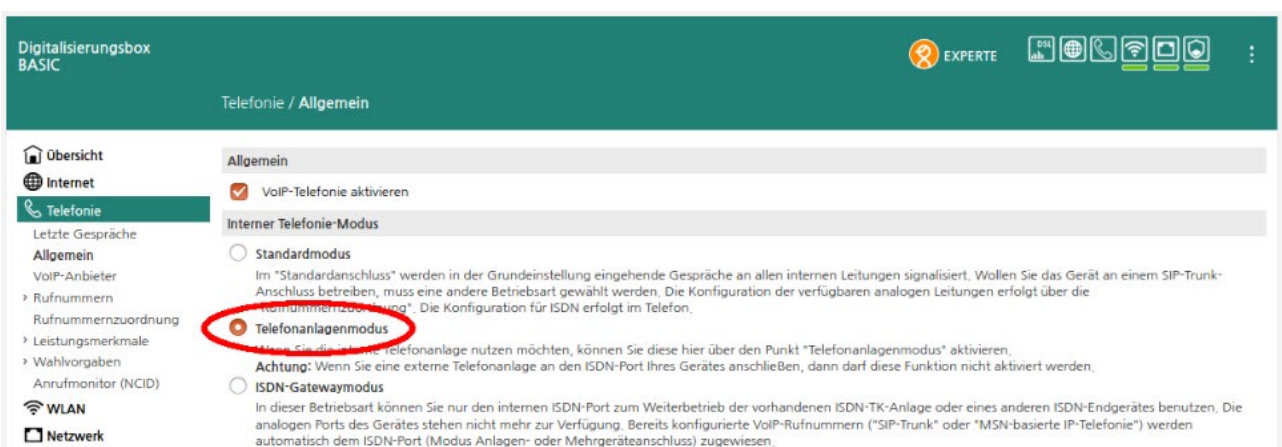 Digitalisierungsbox
BASIC
EXPERTE
DSL
Telefonie / Allgemein
Übersicht
Internet
Telefonie
Letzte Gespräche
Allgemein
VoIP-Anbieter
› Rufnummern
Rufnummernzuordnung
› Leistungsmerkmale
› Wahlvorgaben
Anrufmonitor (NCID)
WLAN
Netzwerk
Allgemein
VoIP-Telefonie aktivieren
Interner Telefonie-Modus
Standardmodus
Im "Standardanschluss" werden in der Grundeinstellung eingehende Gespräche an allen internen Leitungen signalisiert. Wollen Sie das Gerät an einem SIP-Trunk-
Anschluss betreiben, muss eine andere Betriebsart gewählt werden. Die Konfiguration der verfügbaren analogen Leitungen erfolgt über die
"Rufnummernzuordnung". Die Konfiguration für ISDN erfolgt im Telefon.
Telefonanlagenmodus
Wenn Sie die interne Telefonanlage nutzen möchten, können Sie diese hier über den Punkt "Telefonanlagenmodus" aktivieren.
Achtung: Wenn Sie eine externe Telefonanlage an den ISDN-Port Ihres Gerätes anschließen, dann darf diese Funktion nicht aktiviert werden.
ISDN-Gatewaymodus
In dieser Betriebsart können Sie nur den internen ISDN-Port zum Weiterbetrieb der vorhandenen ISDN-TK-Anlage oder eines anderen ISDN-Endgerätes benutzen. Die
analogen Ports des Gerätes stehen nicht mehr zur Verfügung. Bereits konfigurierte VoIP-Rufnummern ("SIP-Trunk" oder "MSN-basierte IP-Telefonie") werden
automatisch dem ISDN-Port (Modus Anlagen- oder Mehrgeräteanschluss) zugewiesen.